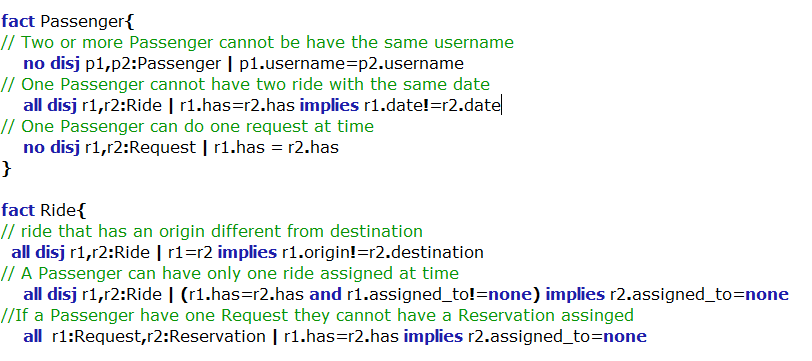 fact Passenger{
// Two or more Passenger cannot be have the same username
no disj p1,p2:Passenger | p1.username=p2.username
// One Passenger cannot have two ride with the same date
all disj r1,r2:Ride | r1.has=r2.has implies r1.date!=r2.date
// One Passenger can do one request at time
no disj r1,r2:Request | r1.has = r2.has
}
fact Ride{
// ride that has an origin different from destination
all disj r1,r2:Ride | r1=r2 implies r1.origin!=r2.destination
// A Passenger can have only one ride assigned at time
all disj r1,r2:Ride | (r1.has=r2.has and r1.assigned_to!=none) implies r2.assigned_to=none
//If a Passenger have one Request they cannot have a Reservation assinged
all r1:Request,r2:Reservation | r1.has=r2.has implies r2.assigned_to=none